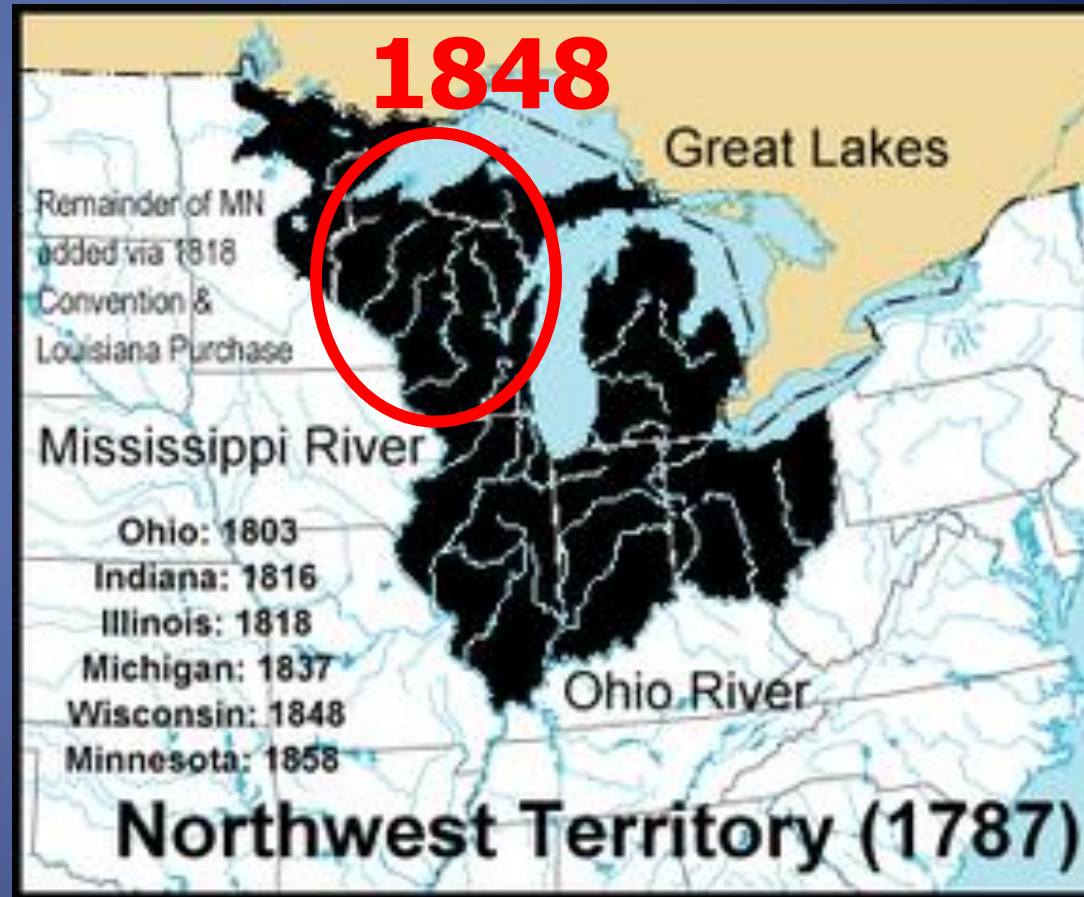 1848
Great Lakes
Remainder of MN
added via 1818
Convention &
Louisiana Purchase
Mississippi River
Ohio: 1803
Indiana: 1816
Illinois: 1818
Michigan: 1837
Wisconsin: 1848
Minnesota: 1858
Ohio River
Northwest Territory (1787)